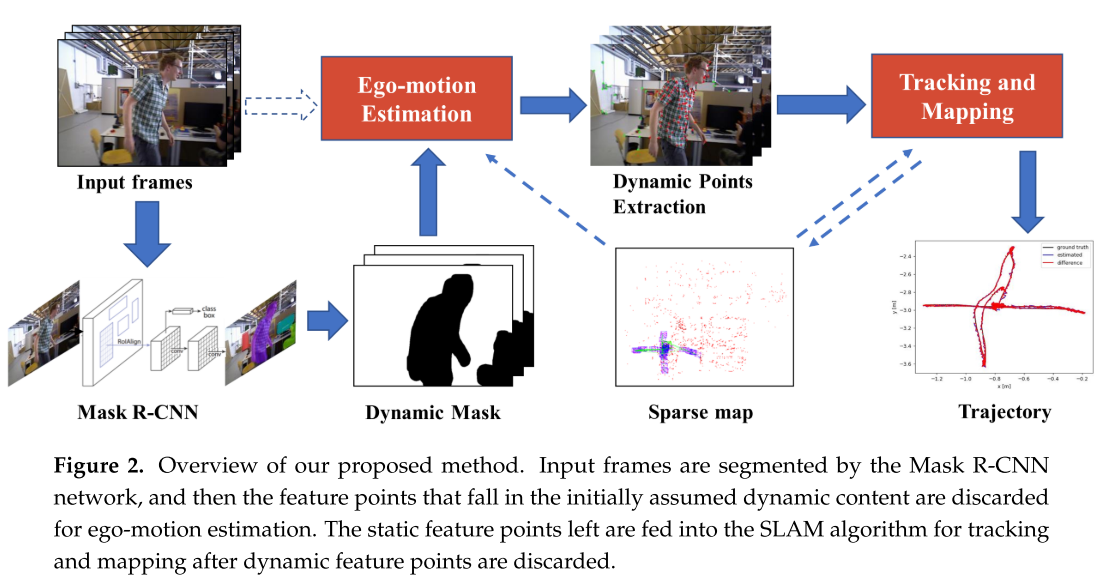 Ego-motion
Estimation
Tracking and
Mapping
Input frames
Dynamic Points
Extraction
class
box
RoIAlign
conv
conv
ground truth
estimated
difference
−2.4
−2.6
−2.8
−3.0
−3.2
−3.4
−3.6
y [m]
−1.2
−1.0
−0.8
−0.6
−0.4
−0.2
x [m]
Mask R-CNN
Dynamic Mask
Sparse map
Trajectory
Figure 2. Overview of our proposed method. Input frames are segmented by the Mask R-CNN
network, and then the feature points that fall in the initially assumed dynamic content are discarded
for ego-motion estimation. The static feature points left are fed into the SLAM algorithm for tracking
and mapping after dynamic feature points are discarded.